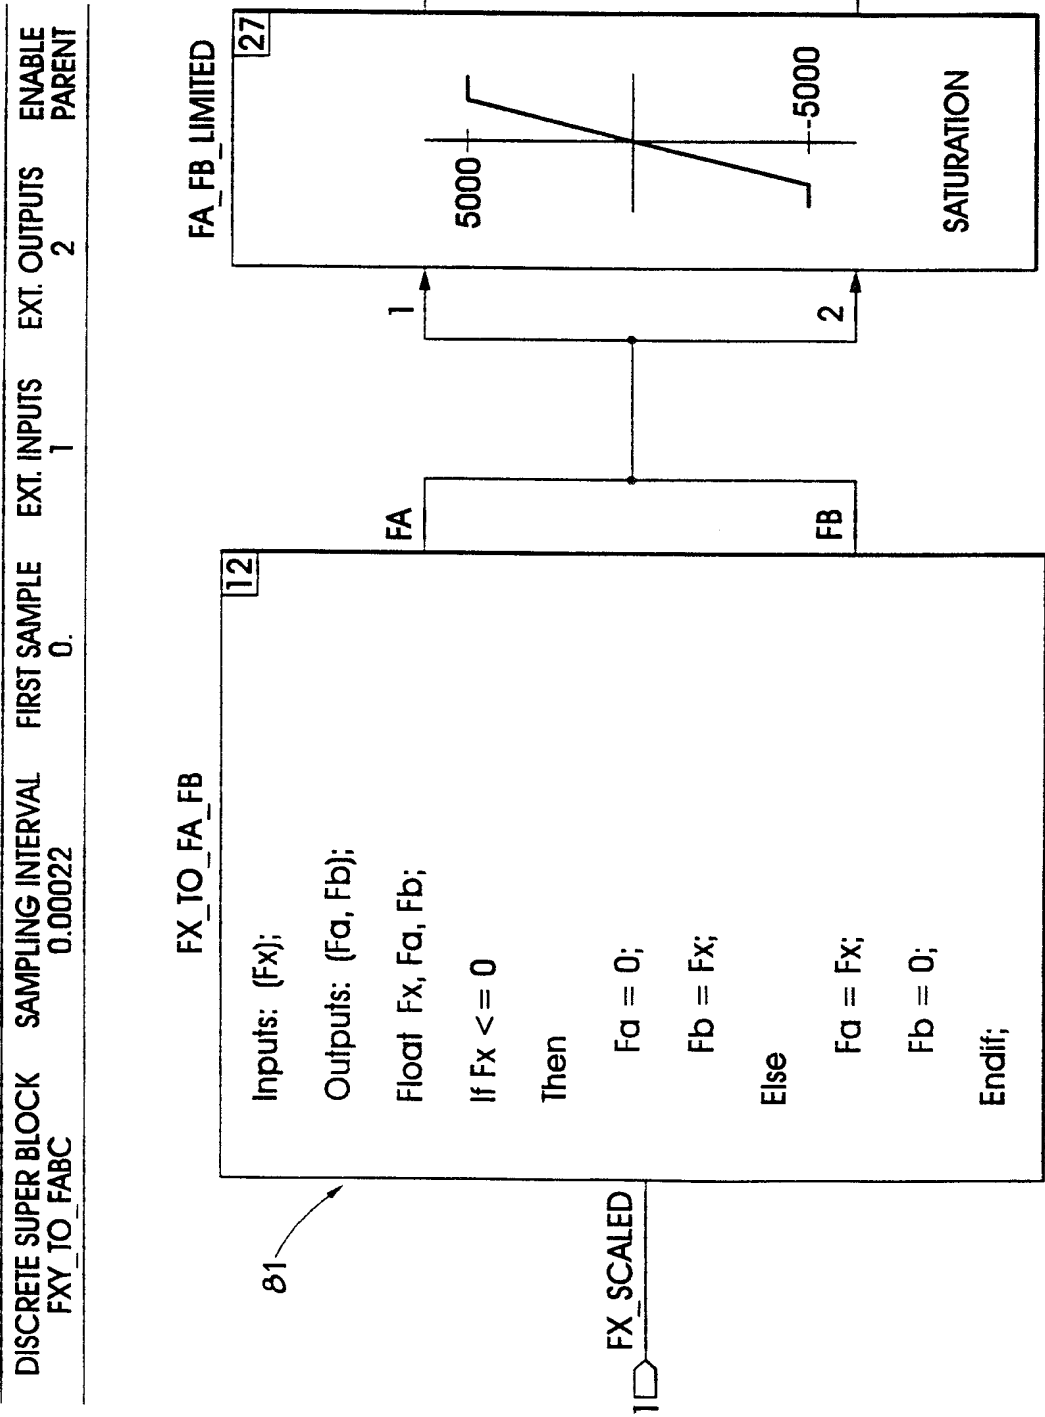 DISCRETE SUPER BLOCK SAMPLING INTERVAL FIRST SAMPLE EXT. INPUTS EXT. OUTPUTS ENABLE
FXY_TO_FABC 0.00022 0. 1 2 PARENT
FX_TO_FA_FB
12
Inputs: (Fx);
Outputs: (Fa, Fb);
Float Fx, Fa, Fb;
If Fx <= 0
Then
Fa = 0;
Fb = Fx;
Else
Fa = Fx;
Fb = 0;
Endif;
81
1
FX_SCALED
FA
FB
1
2
FA_FB_LIMITED
27
5000
-5000
SATURATION